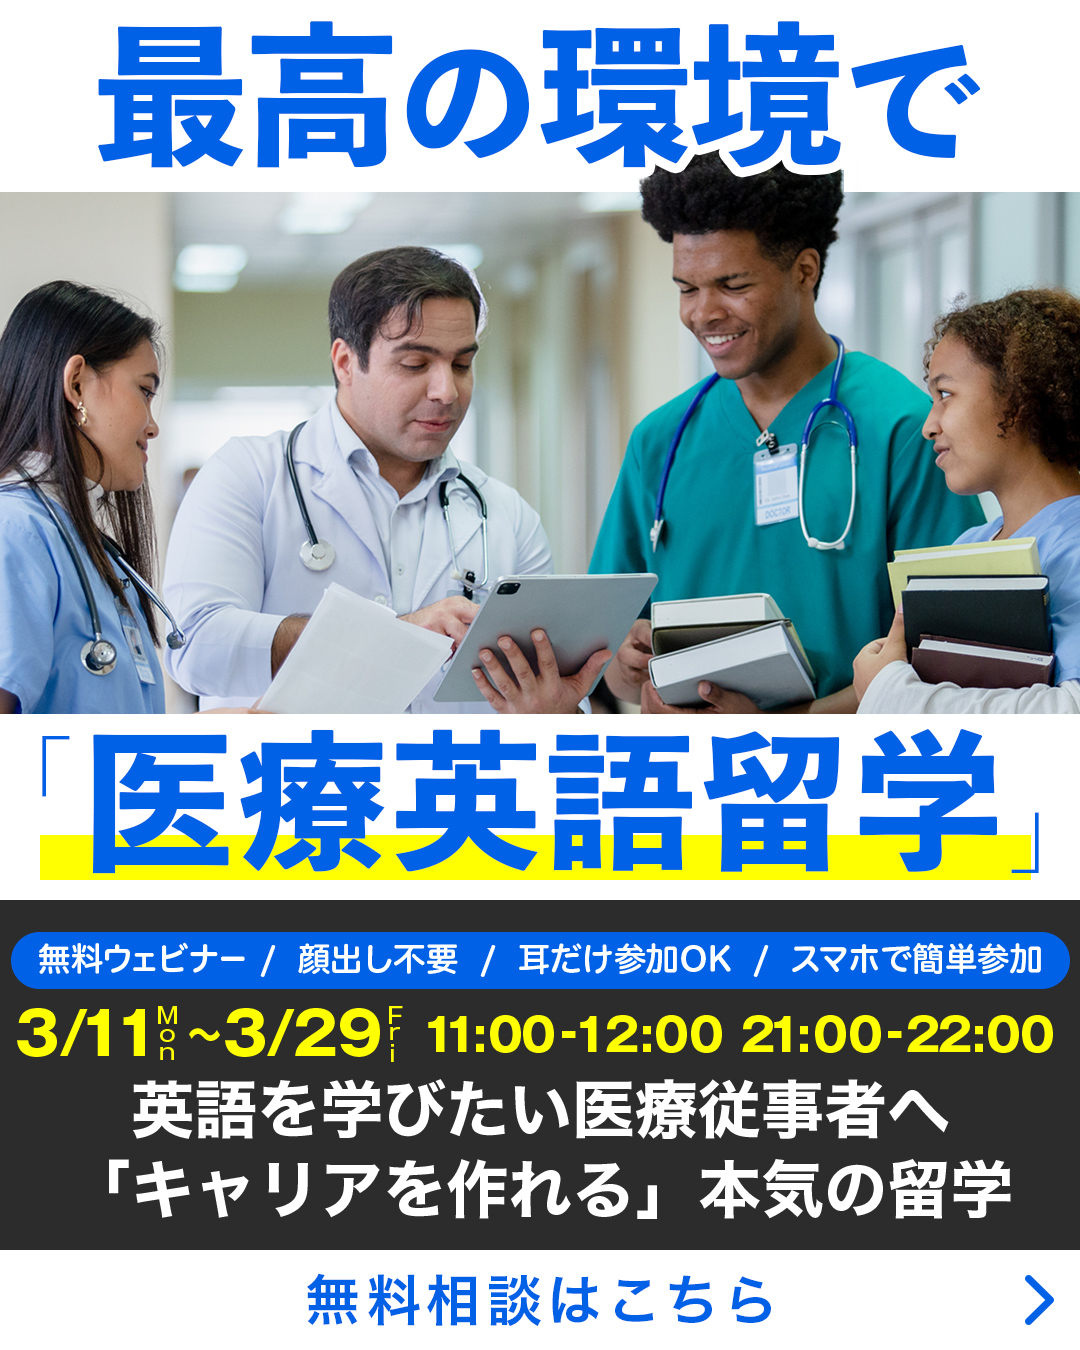 最高の環境で
DOCTOR
「医療英語留学」
無料ウェビナー / 顔出し不要 / 耳だけ参加OK / スマホで簡単参加
3/11Mon～3/29Fri 11:00-12:00 21:00-22:00
英語を学びたい医療従事者へ
「キャリアを作れる」本気の留学
無料相談はこちら